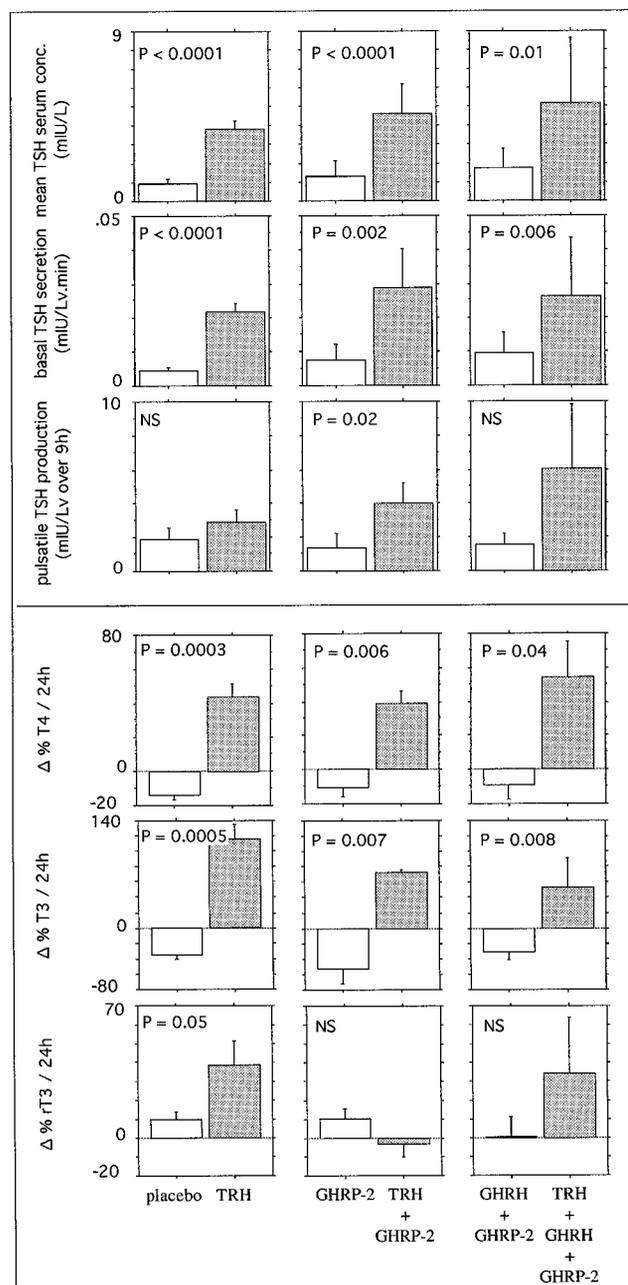 mean TSH serum conc.
(mIU/L)
9
0
P < 0.0001
P < 0.0001
P = 0.01
basal TSH secretion
(mIU/Lv.min)
.05
0
P < 0.0001
P = 0.002
P = 0.006
pulsatile TSH production
(mIU/Lv over 9h)
10
0
NS
P = 0.02
NS
Δ % T4 / 24h
80
0
-20
P = 0.0003
P = 0.006
P = 0.04
Δ % T3 / 24h
140
0
-80
P = 0.0005
P = 0.007
P = 0.008
Δ % rT3 / 24h
70
0
-20
P = 0.05
NS
NS
placebo
TRH
GHRP-2
TRH
+
GHRP-2
GHRH
+
GHRP-2
TRH
+
GHRH
+
GHRP-2